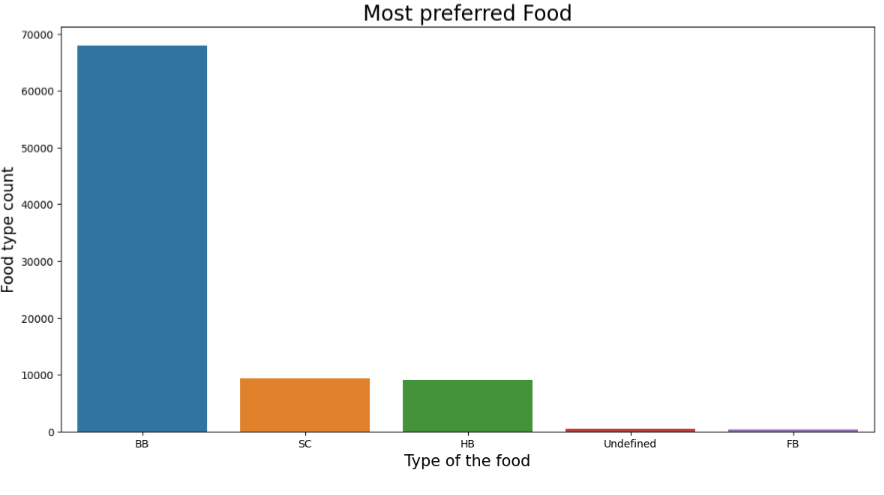 Most preferred Food
Food type count
70000
60000
50000
40000
30000
20000
10000
0
BB SC HB Undefined FB
Type of the food